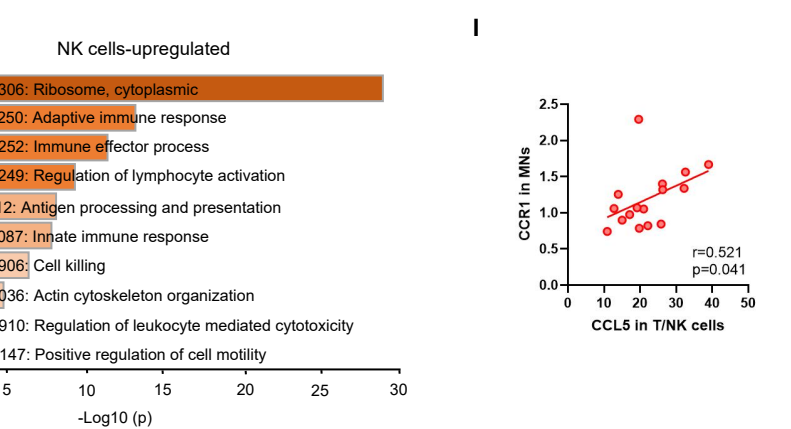 NK cells-upregulated
306: Ribosome, cytoplasmic
250: Adaptive immune response
252: Immune effector process
249: Regulation of lymphocyte activation
12: Antigen processing and presentation
087: Innate immune response
906: Cell killing
036: Actin cytoskeleton organization
910: Regulation of leukocyte mediated cytotoxicity
147: Positive regulation of cell motility
5 10 15 20 25 30
-Log10 (p)
I
CCR1 in MNs
2.5
2.0
1.5
1.0
0.5
0.0
r=0.521
p=0.041
0 10 20 30 40 50
CCL5 in T/NK cells